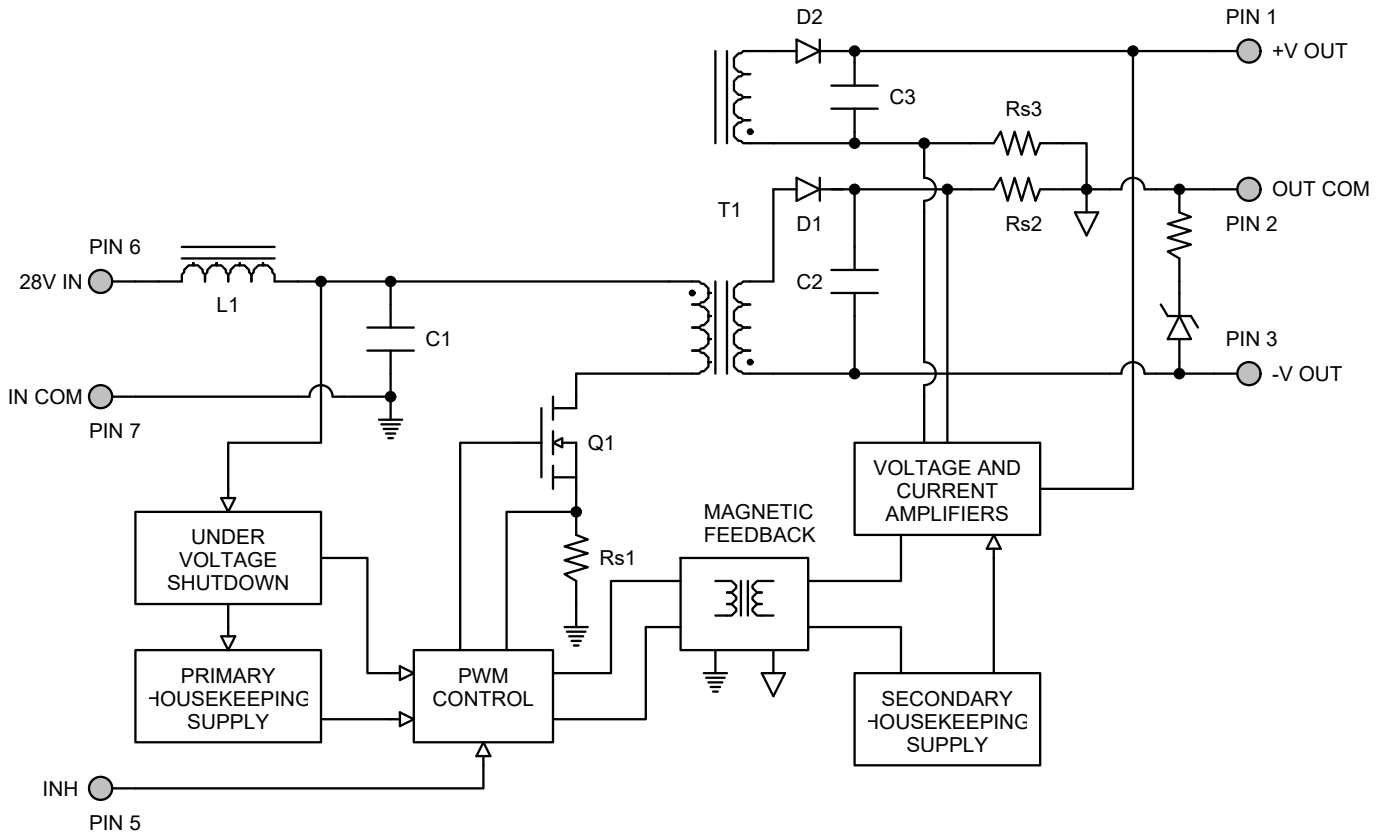 D2
PIN 1
+V OUT
C3
Rs3
T1
D1
Rs2
OUT COM
PIN 2
PIN 6
28V IN
L1
C2
C1
PIN 3
-V OUT
IN COM
PIN 7
Q1
VOLTAGE AND
CURRENT
AMPLIFIERS
MAGNETIC
FEEDBACK
UNDER
VOLTAGE
SHUTDOWN
Rs1
PRIMARY
HOUSEKEEPING
SUPPLY
PWM
CONTROL
SECONDARY
HOUSEKEEPING
SUPPLY
INH
PIN 5